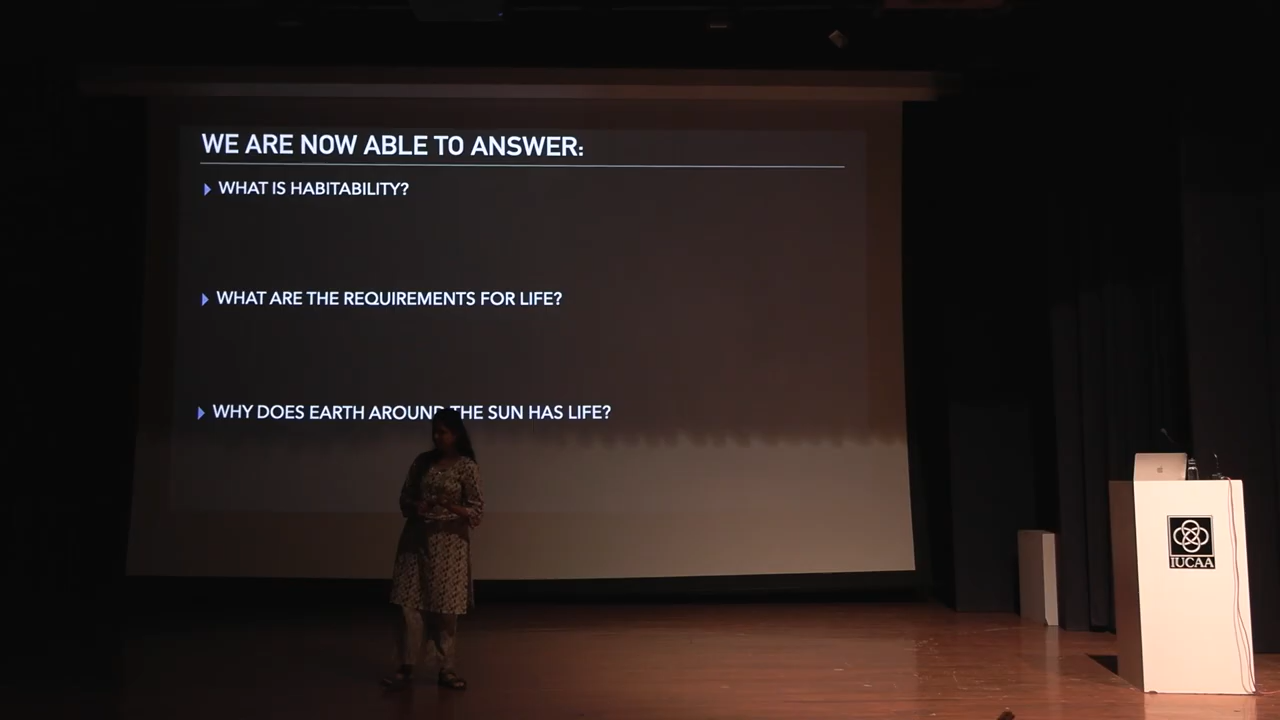 WE ARE NOW ABLE TO ANSWER:
WHAT IS HABITABILITY?
WHAT ARE THE REQUIREMENTS FOR LIFE?
WHY DOES EARTH AROUND THE SUN HAS LIFE?
IUCAA